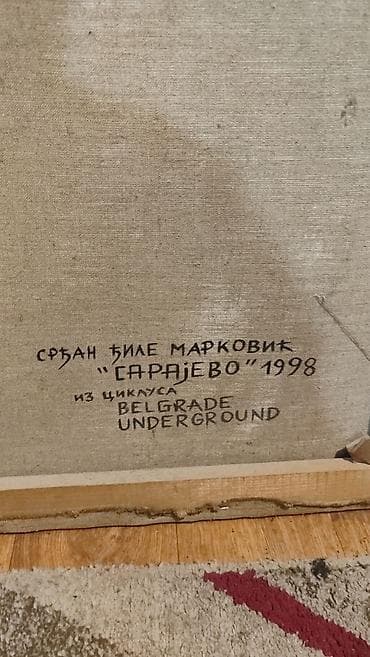 СРЂАН ЂИЛЕ МАРКОВИЋ
"САРАЈЕВО" 1998
ИЗ ЦИКЛУСА
BELGRADE
UNDERGROUND